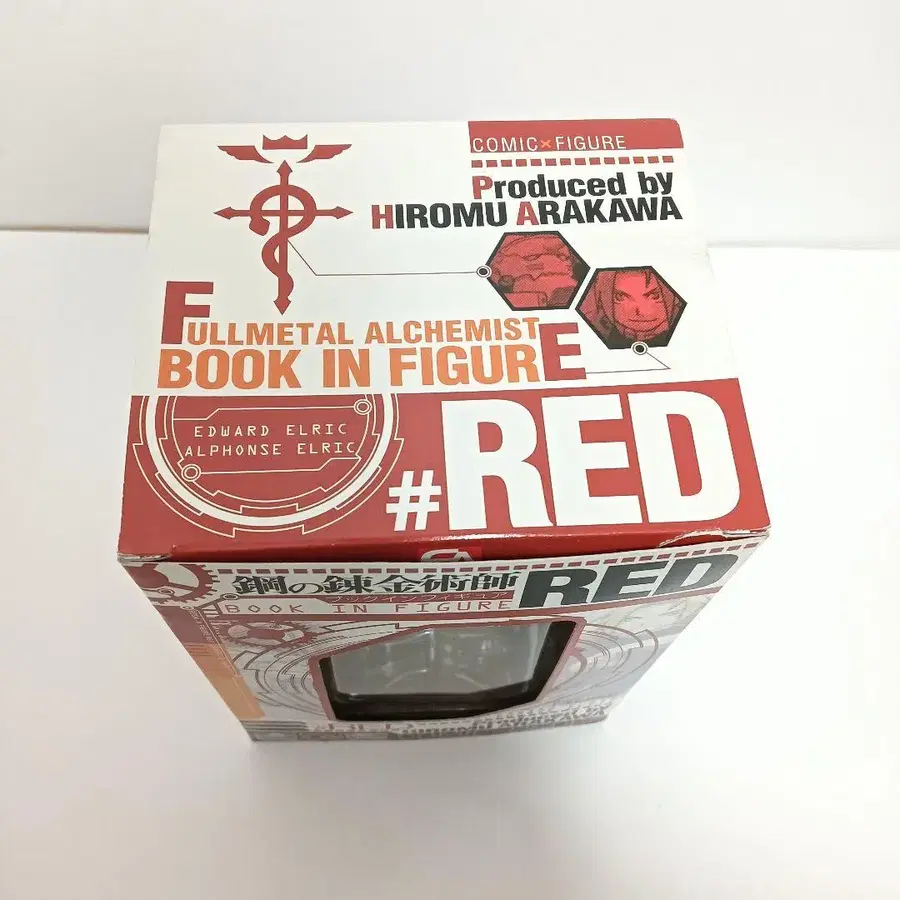 COMIC×FIGURE
Produced by
HIROMU ARAKAWA
FULLMETAL ALCHEMIST
BOOK IN FIGURE
EDWARD ELRIC
ALPHONSE ELRIC
#RED
鋼の錬金術師
ブックインフィギュア
BOOK IN FIGURE
RED